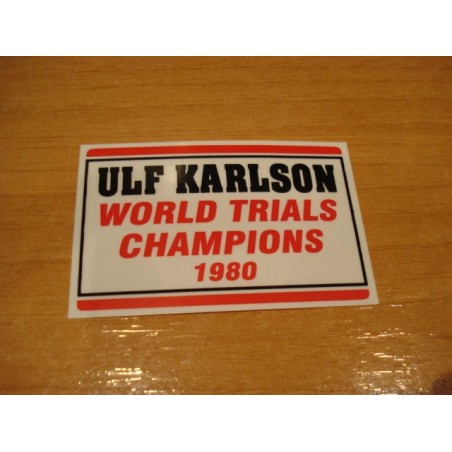 ULF KARLSON
WORLD TRIALS
CHAMPIONS
1980